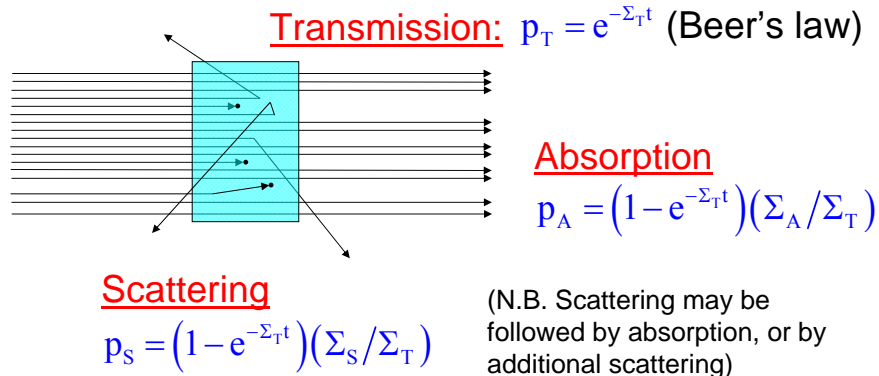 Transmission: p_T = e^{−Σ_T t} (Beer's law)
Absorption
p_A = (1 − e^{−Σ_T t})(Σ_A/Σ_T)
Scattering
p_S = (1 − e^{−Σ_T t})(Σ_S/Σ_T)
(N.B. Scattering may be
followed by absorption, or by
additional scattering)